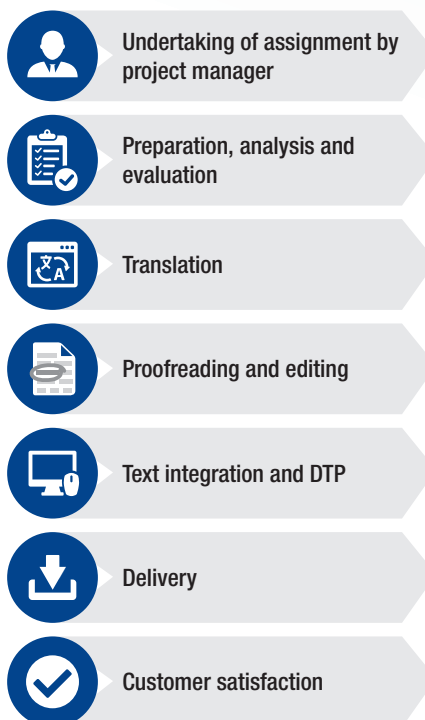 Undertaking of assignment by
project manager
Preparation, analysis and
evaluation
文 A
Translation
Proofreading and editing
Text integration and DTP
Delivery
Customer satisfaction